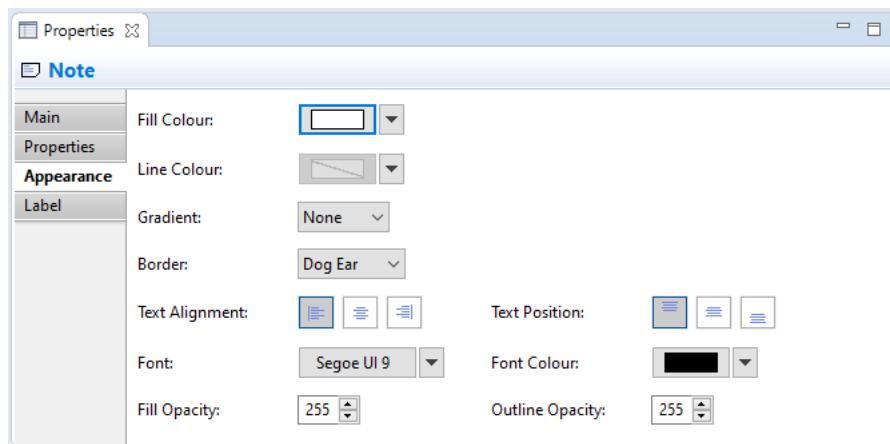 Properties
Note
Main
Properties
Appearance
Label
Fill Colour:
Line Colour:
Gradient: None
Border: Dog Ear
Text Alignment: Text Position:
Font: Segoe UI 9 Font Colour:
Fill Opacity: 255 Outline Opacity: 255